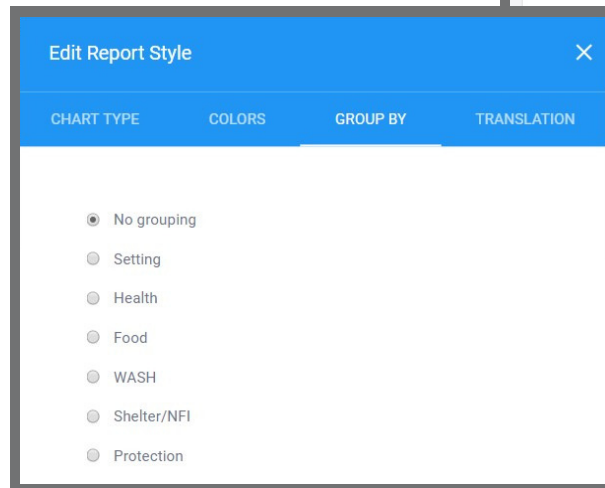 Edit Report Style
CHART TYPE COLORS GROUP BY TRANSLATION
No grouping
Setting
Health
Food
WASH
Shelter/NFI
Protection